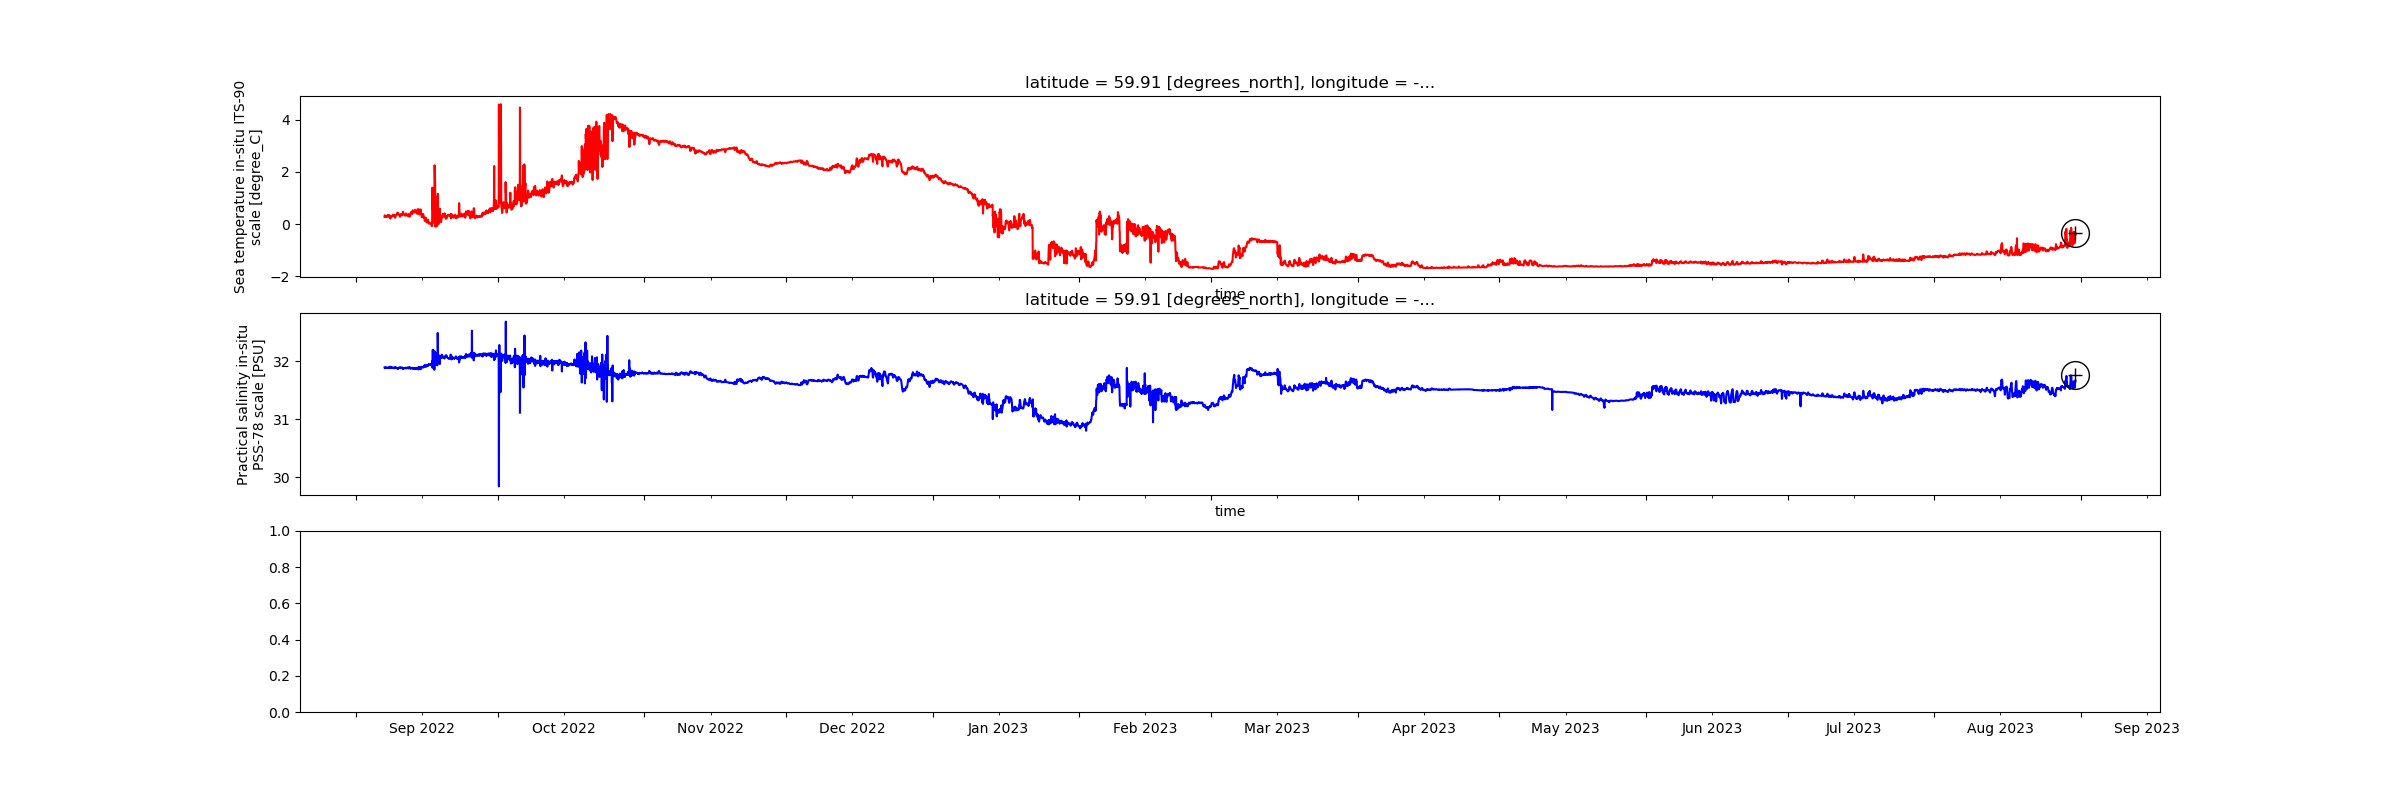 latitude = 59.91 [degrees_north], longitude = -...
Sea temperature in-situ ITS-90
scale [degree_C]
4
2
0
−2
time
latitude = 59.91 [degrees_north], longitude = -...
Practical salinity in-situ
PSS-78 scale [PSU]
32
31
30
time
1.0
0.8
0.6
0.4
0.2
0.0
Sep 2022 Oct 2022 Nov 2022 Dec 2022 Jan 2023 Feb 2023 Mar 2023 Apr 2023 May 2023 Jun 2023 Jul 2023 Aug 2023 Sep 2023